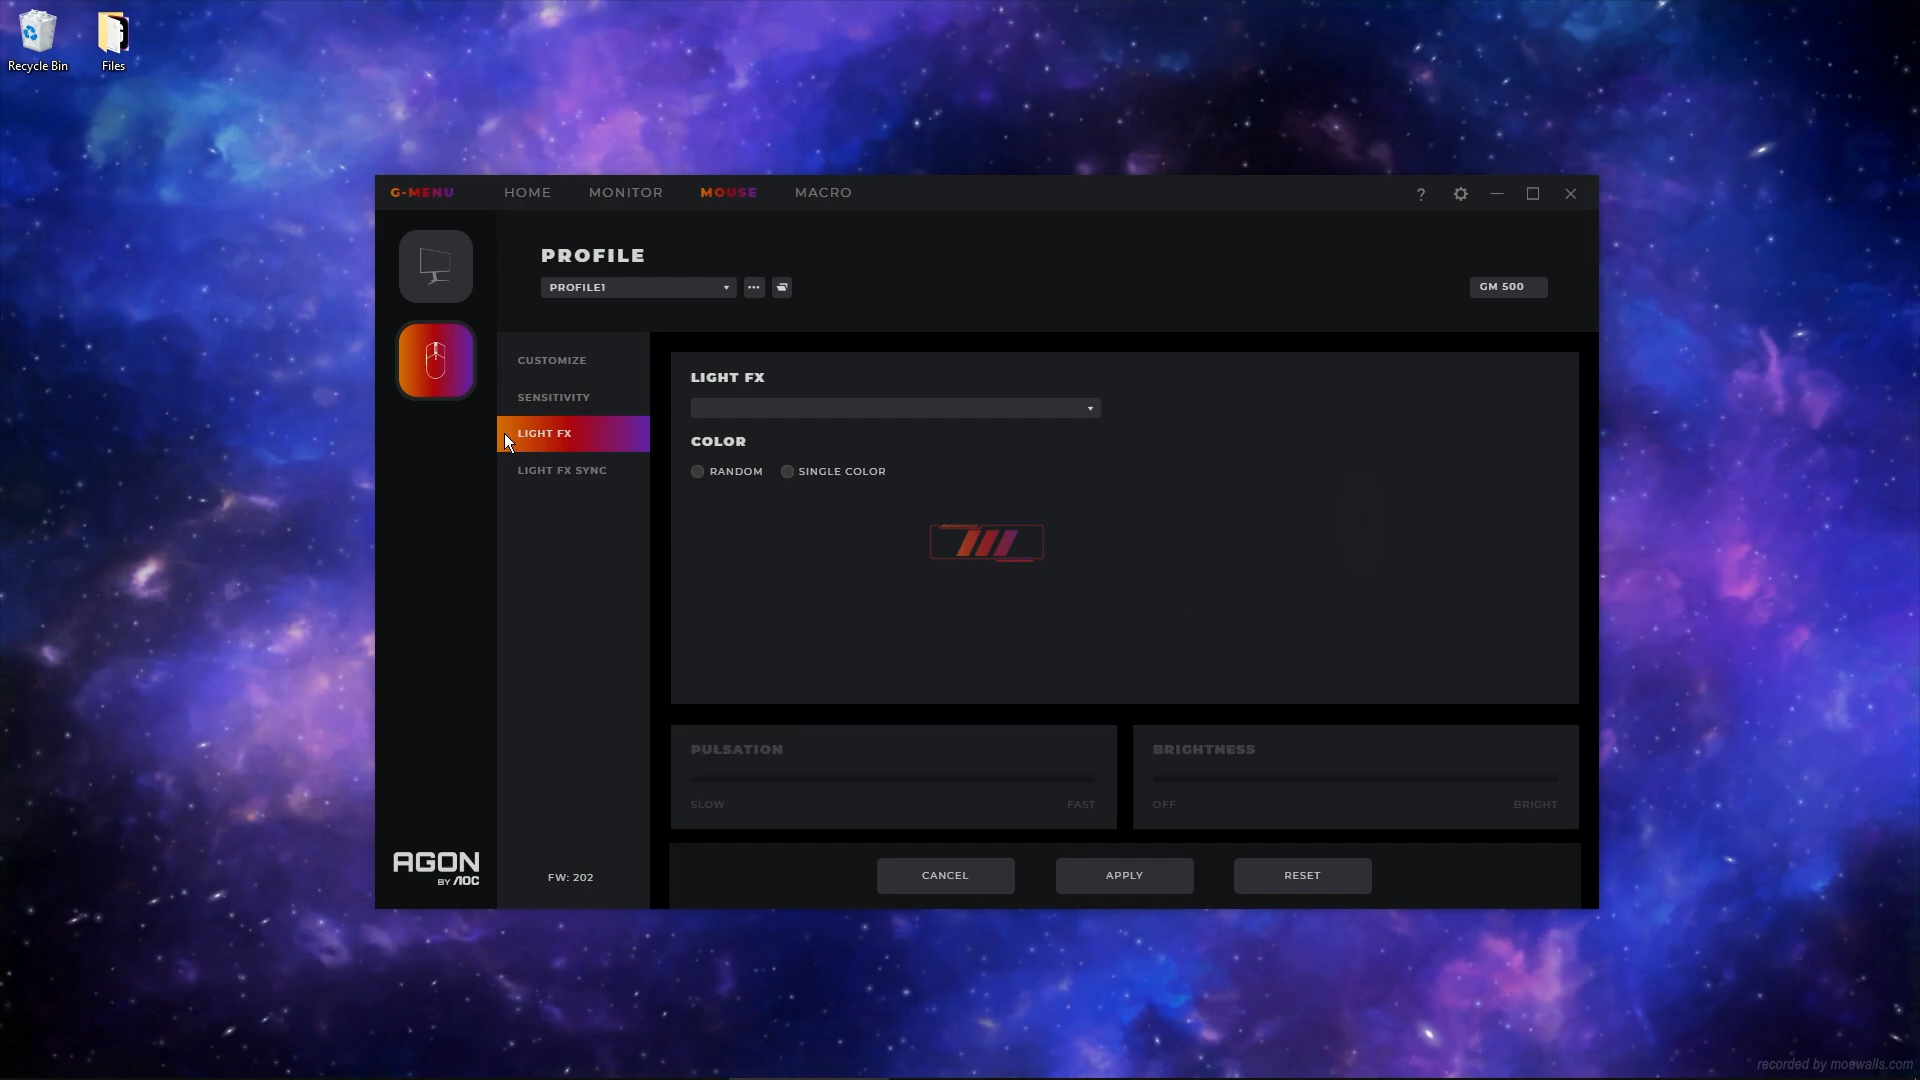 Recycle Bin
Files
G-MENU
HOME
MONITOR
MOUSE
MACRO
?
PROFILE
PROFILE1
GM 500
CUSTOMIZE
SENSITIVITY
LIGHT FX
LIGHT FX SYNC
LIGHT FX
COLOR
RANDOM
SINGLE COLOR
PULSATION
SLOW
FAST
BRIGHTNESS
OFF
BRIGHT
AGON
BY AOC
FW: 202
CANCEL
APPLY
RESET
recorded by moewalls.com